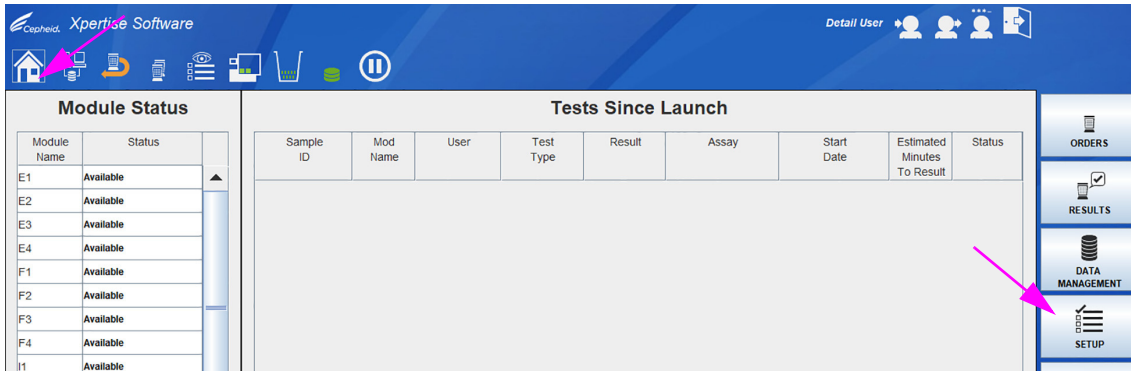 Cepheid. Xpertise Software
Detail User
Module Status
Tests Since Launch
Module Name
Status
Sample ID
Mod Name
User
Test Type
Result
Assay
Start Date
Estimated Minutes To Result
Status
E1 Available
E2 Available
E3 Available
E4 Available
F1 Available
F2 Available
F3 Available
F4 Available
I1 Available
ORDERS
RESULTS
DATA
MANAGEMENT
SETUP